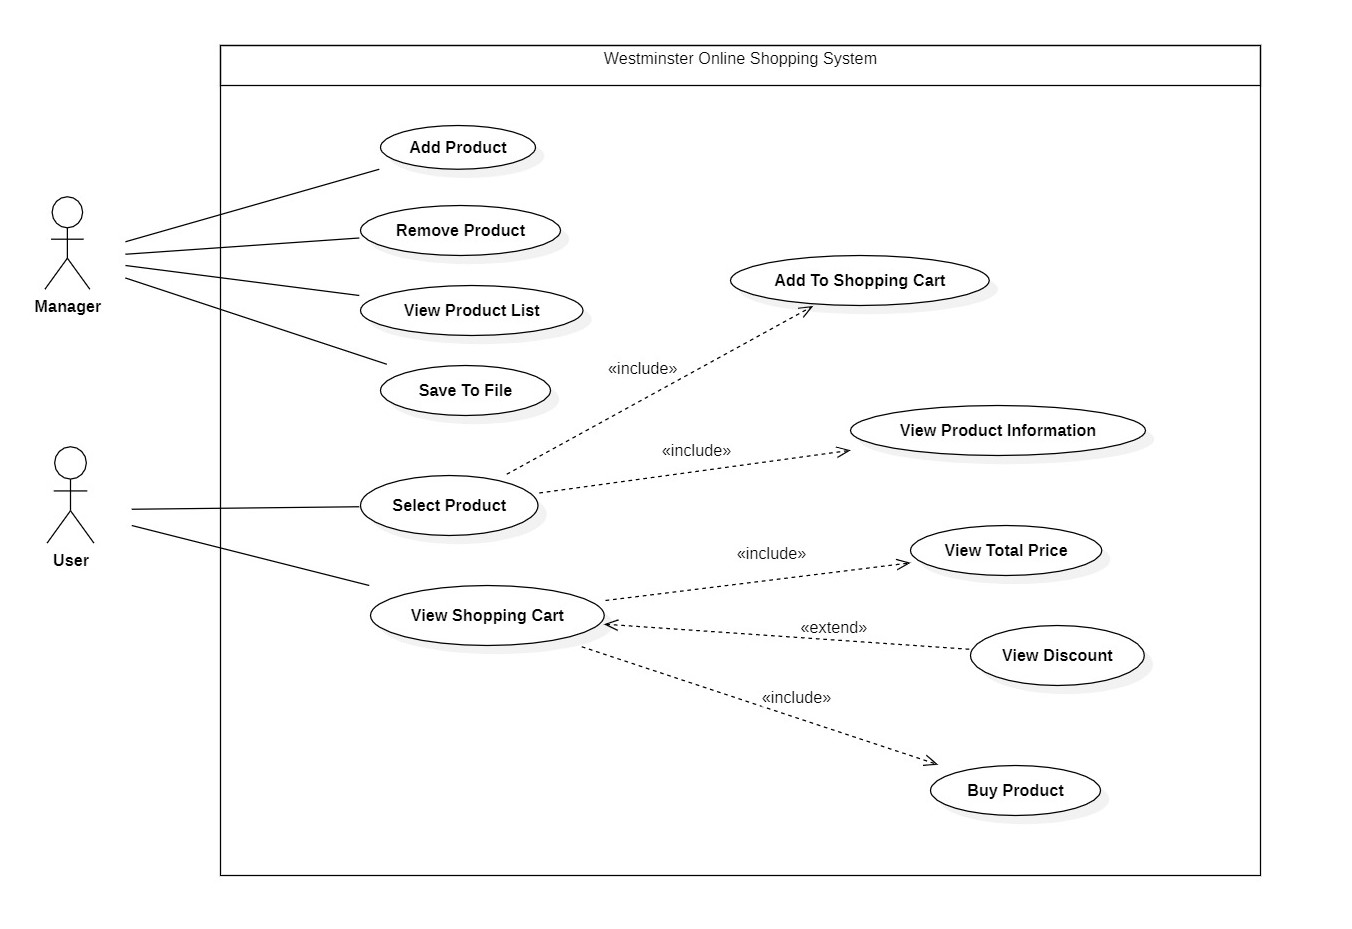 Westminster Online Shopping System
Add Product
Remove Product
Manager
View Product List
Add To Shopping Cart
Save To File
«include»
View Product Information
«include»
Select Product
User
View Total Price
«include»
View Shopping Cart
«extend»
View Discount
«include»
Buy Product